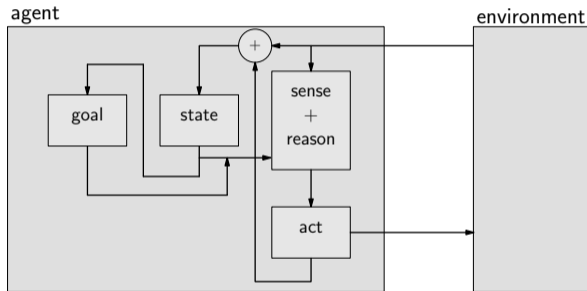 agent
environment
+
goal
state
sense
+
reason
act